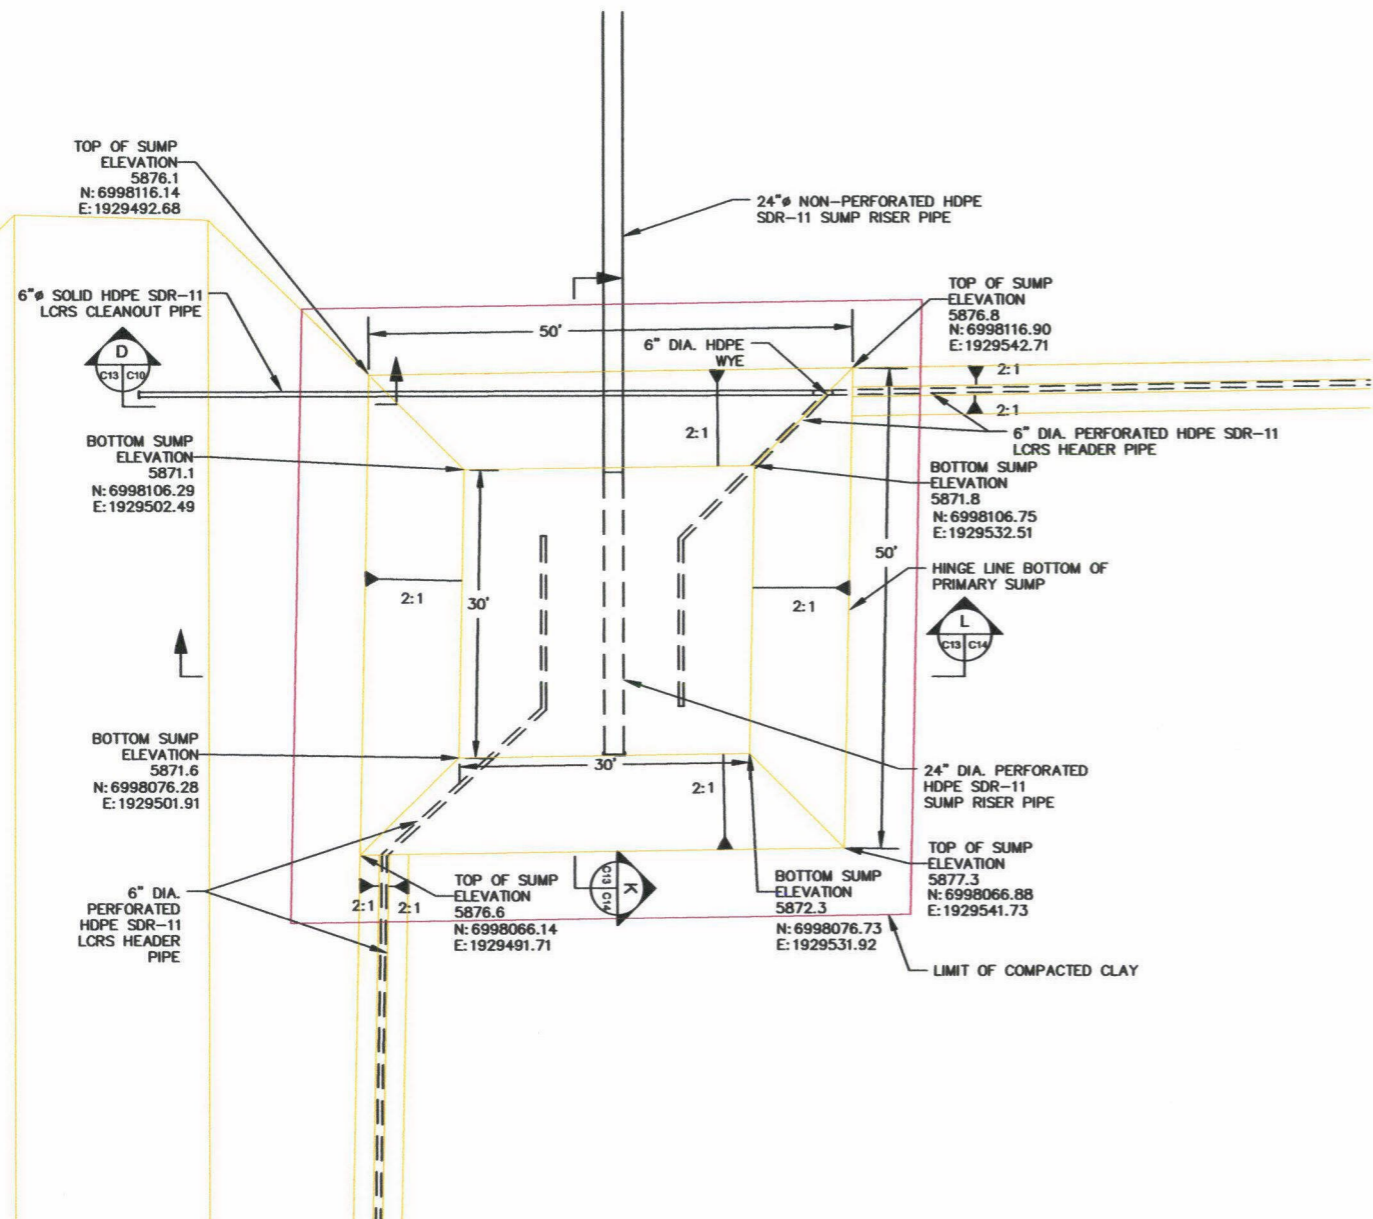 TOP OF SUMP
ELEVATION
5876.1
N: 6998116.14
E: 1929492.68
24"ø NON-PERFORATED HDPE
SDR-11 SUMP RISER PIPE
6"ø SOLID HDPE SDR-11
LCRS CLEANOUT PIPE
D
C13 C10
50'
6" DIA. HDPE
WYE
TOP OF SUMP
ELEVATION
5876.8
N: 6998116.90
E: 1929542.71
2:1
2:1
2:1
6" DIA. PERFORATED HDPE SDR-11
LCRS HEADER PIPE
BOTTOM SUMP
ELEVATION
5871.1
N: 6998106.29
E: 1929502.49
BOTTOM SUMP
ELEVATION
5871.8
N: 6998106.75
E: 1929532.51
50'
HINGE LINE BOTTOM OF
PRIMARY SUMP
2:1
30'
2:1
L
C13 C14
BOTTOM SUMP
ELEVATION
5871.6
N: 6998076.28
E: 1929501.91
30'
2:1
24" DIA. PERFORATED
HDPE SDR-11
SUMP RISER PIPE
6" DIA.
PERFORATED
HDPE SDR-11
LCRS HEADER
PIPE
2:1
2:1
TOP OF SUMP
ELEVATION
5876.6
N: 6998066.14
E: 1929491.71
K
C13 C14
BOTTOM SUMP
ELEVATION
5872.3
N: 6998076.73
E: 1929531.92
TOP OF SUMP
ELEVATION
5877.3
N: 6998066.88
E: 1929541.73
LIMIT OF COMPACTED CLAY